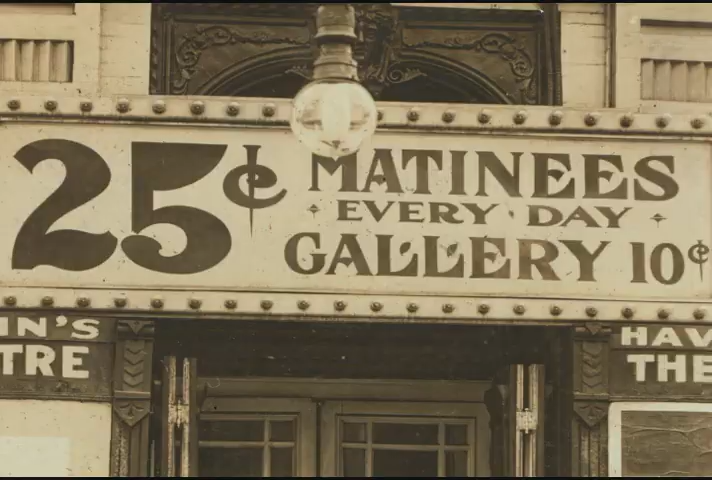 25¢ MATINEES
EVERY DAY
GALLERY 10¢
IN'S
TRE
HAV
THE